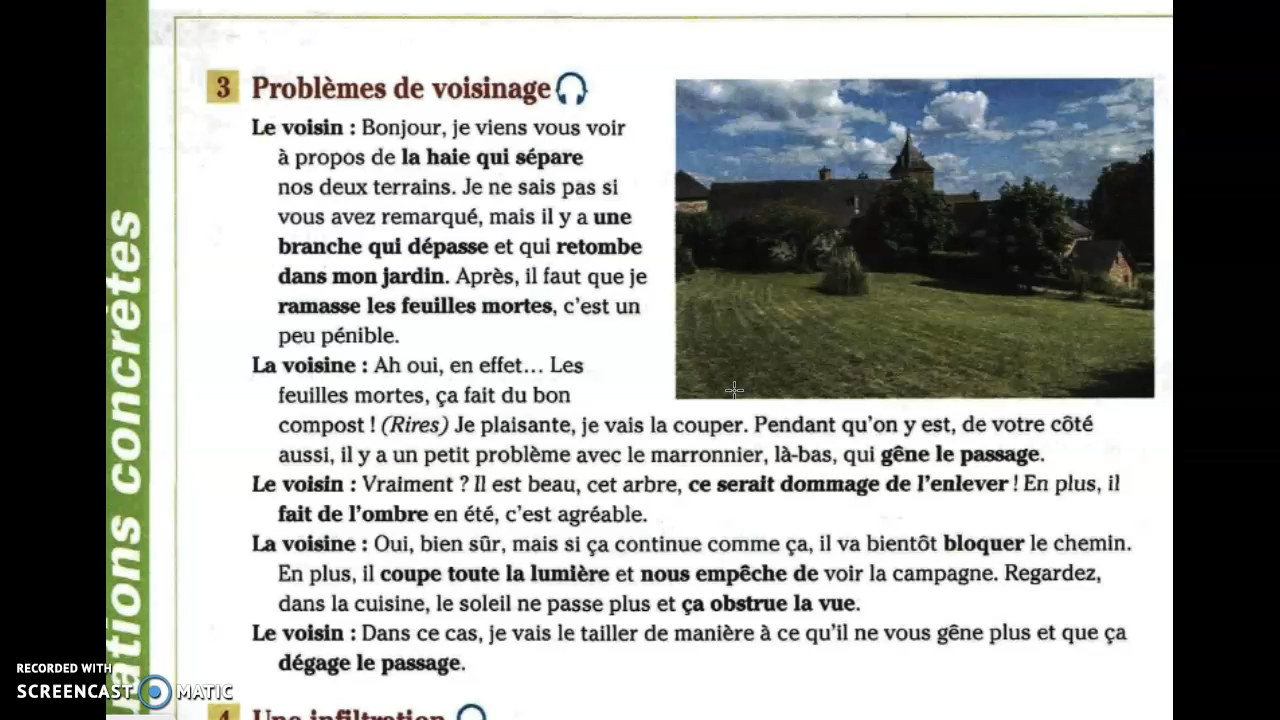 3 Problèmes de voisinage
Le voisin : Bonjour, je viens vous voir
à propos de la haie qui sépare
nos deux terrains. Je ne sais pas si
vous avez remarqué, mais il y a une
branche qui dépasse et qui retombe
dans mon jardin. Après, il faut que je
ramasse les feuilles mortes, c'est un
peu pénible.
La voisine : Ah oui, en effet... Les
feuilles mortes, ça fait du bon
compost ! (Rires) Je plaisante, je vais la couper. Pendant qu'on y est, de votre côté
aussi, il y a un petit problème avec le marronnier, là-bas, qui gêne le passage.
Le voisin : Vraiment ? Il est beau, cet arbre, ce serait dommage de l'enlever ! En plus, il
fait de l'ombre en été, c'est agréable.
La voisine : Oui, bien sûr, mais si ça continue comme ça, il va bientôt bloquer le chemin.
En plus, il coupe toute la lumière et nous empêche de voir la campagne. Regardez,
dans la cuisine, le soleil ne passe plus et ça obstrue la vue.
Le voisin : Dans ce cas, je vais le tailler de manière à ce qu'il ne vous gêne plus et que ça
dégage le passage.
4 Une infiltration
uations concrètes
RECORDED WITH
SCREENCAST MATIC